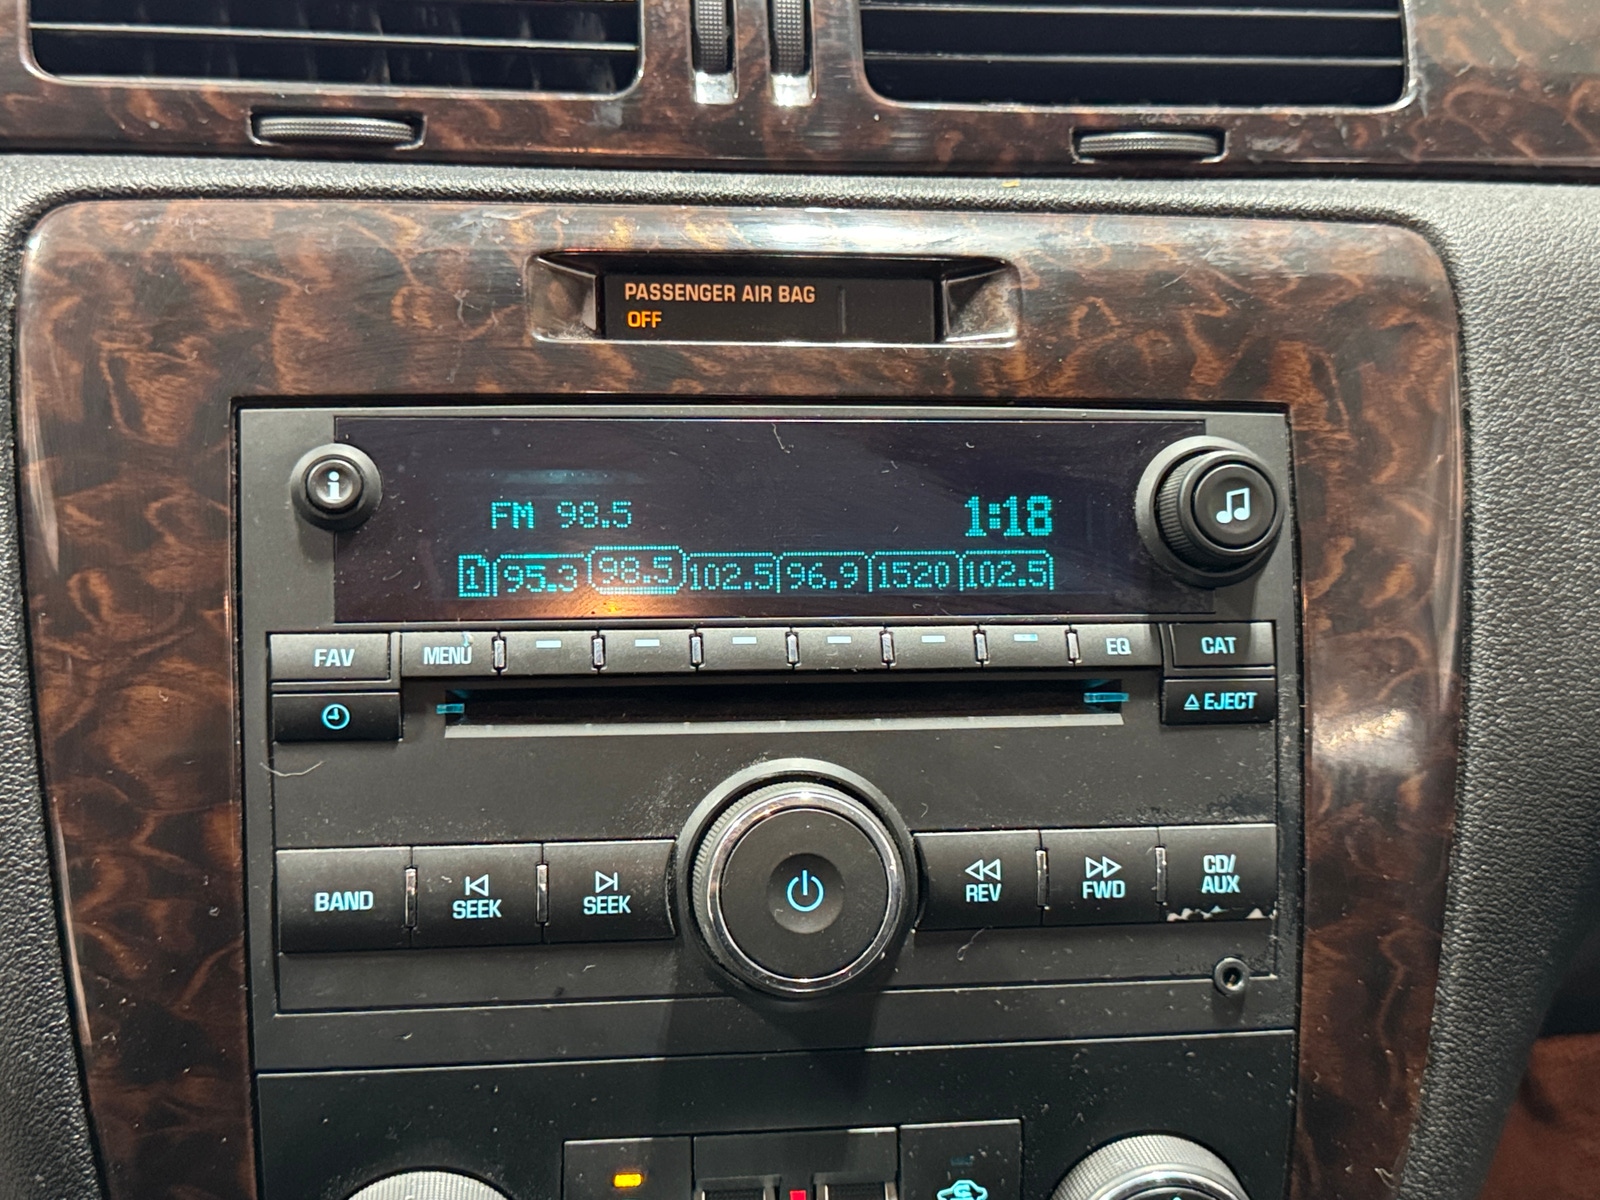 PASSENGER AIR BAG
OFF
i
FM 98.5 1:18
1 95.3 98.5 102.5 96.9 1520 102.5
FAV MENU EQ CAT
EJECT
BAND SEEK SEEK REV FWD CD/
AUX